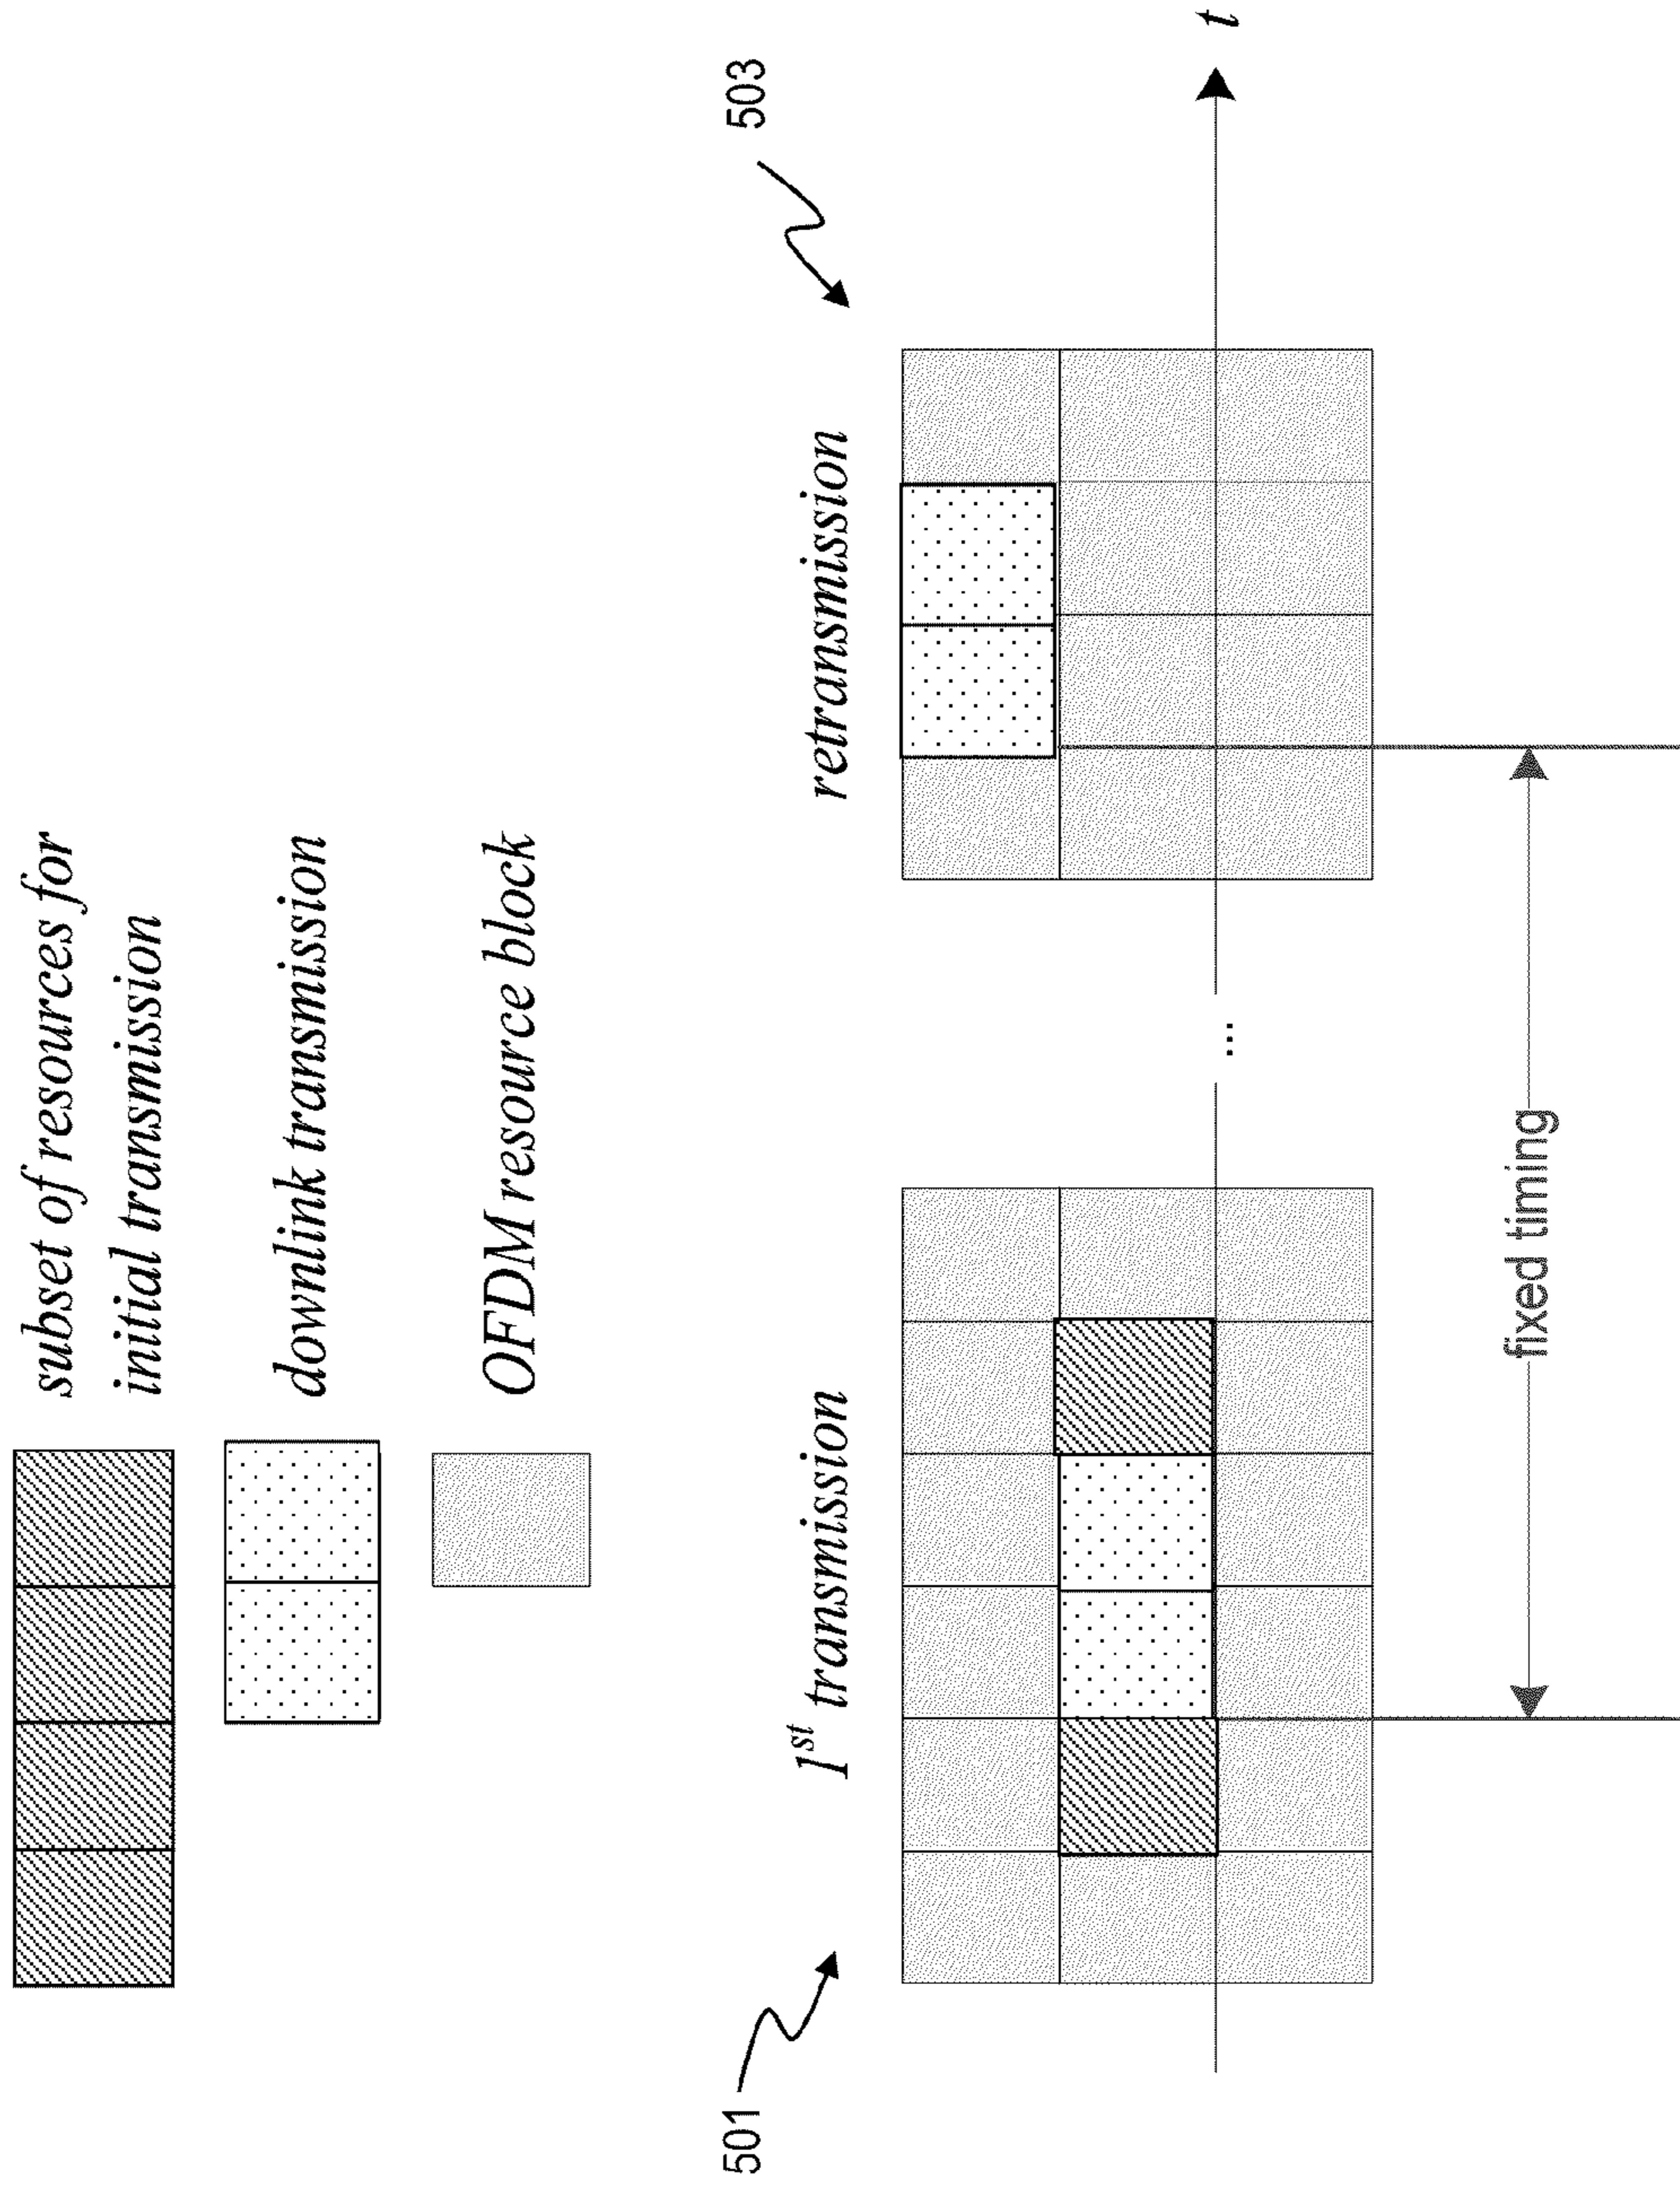 subset of resources for
initial transmission
downlink transmission
OFDM resource block
501
1st transmission
retransmission
503
...
t
fixed timing